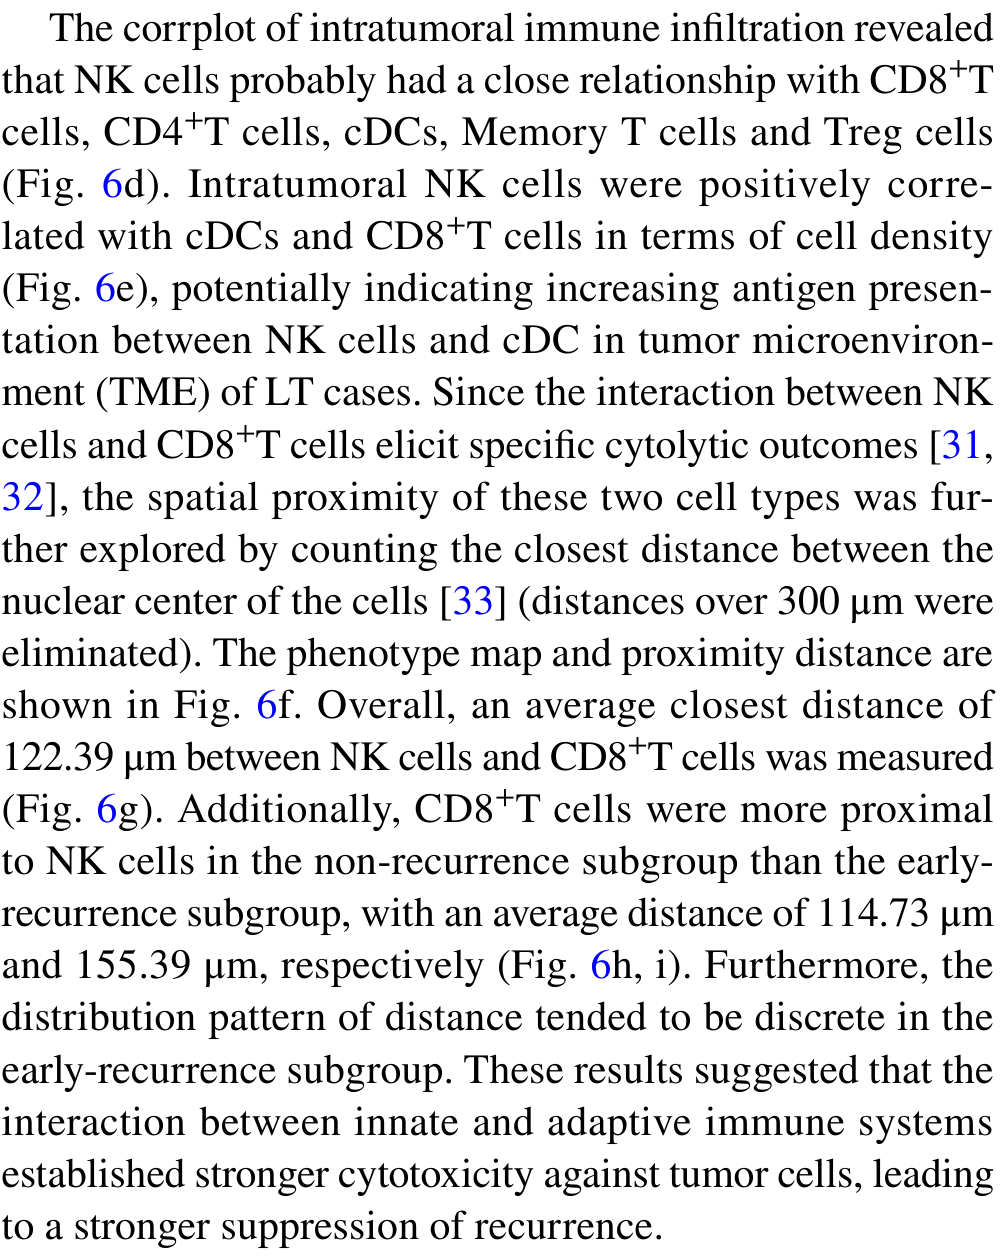 The corrplot of intratumoral immune infiltration revealed
that NK cells probably had a close relationship with CD8⁺T
cells, CD4⁺T cells, cDCs, Memory T cells and Treg cells
(Fig. 6d). Intratumoral NK cells were positively corre-
lated with cDCs and CD8⁺T cells in terms of cell density
(Fig. 6e), potentially indicating increasing antigen presen-
tation between NK cells and cDC in tumor microenviron-
ment (TME) of LT cases. Since the interaction between NK
cells and CD8⁺T cells elicit specific cytolytic outcomes [31,
32], the spatial proximity of these two cell types was fur-
ther explored by counting the closest distance between the
nuclear center of the cells [33] (distances over 300 μm were
eliminated). The phenotype map and proximity distance are
shown in Fig. 6f. Overall, an average closest distance of
122.39 μm between NK cells and CD8⁺T cells was measured
(Fig. 6g). Additionally, CD8⁺T cells were more proximal
to NK cells in the non-recurrence subgroup than the early-
recurrence subgroup, with an average distance of 114.73 μm
and 155.39 μm, respectively (Fig. 6h, i). Furthermore, the
distribution pattern of distance tended to be discrete in the
early-recurrence subgroup. These results suggested that the
interaction between innate and adaptive immune systems
established stronger cytotoxicity against tumor cells, leading
to a stronger suppression of recurrence.